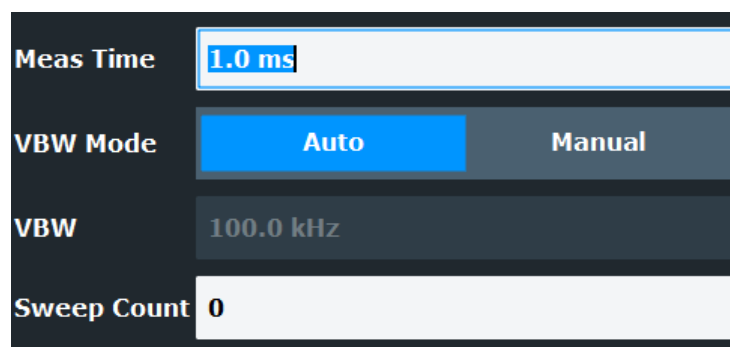 Meas Time 1.0 ms
VBW Mode Auto Manual
VBW 100.0 kHz
Sweep Count 0